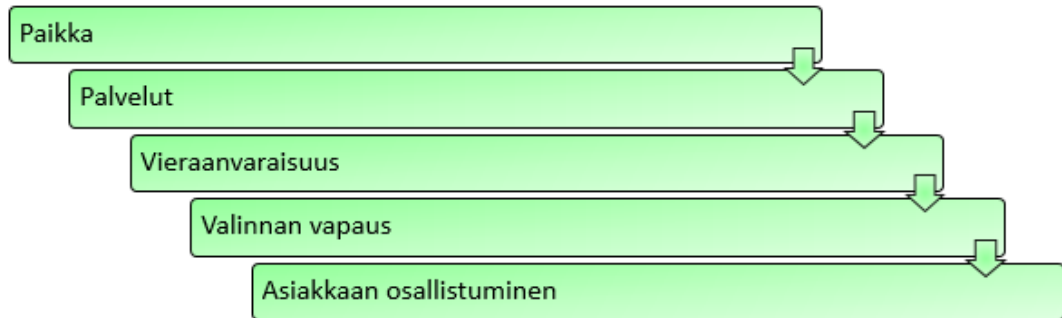 Paikka
Palvelut
Vieraanvaraisuus
Valinnan vapaus
Asiakkaan osallistuminen